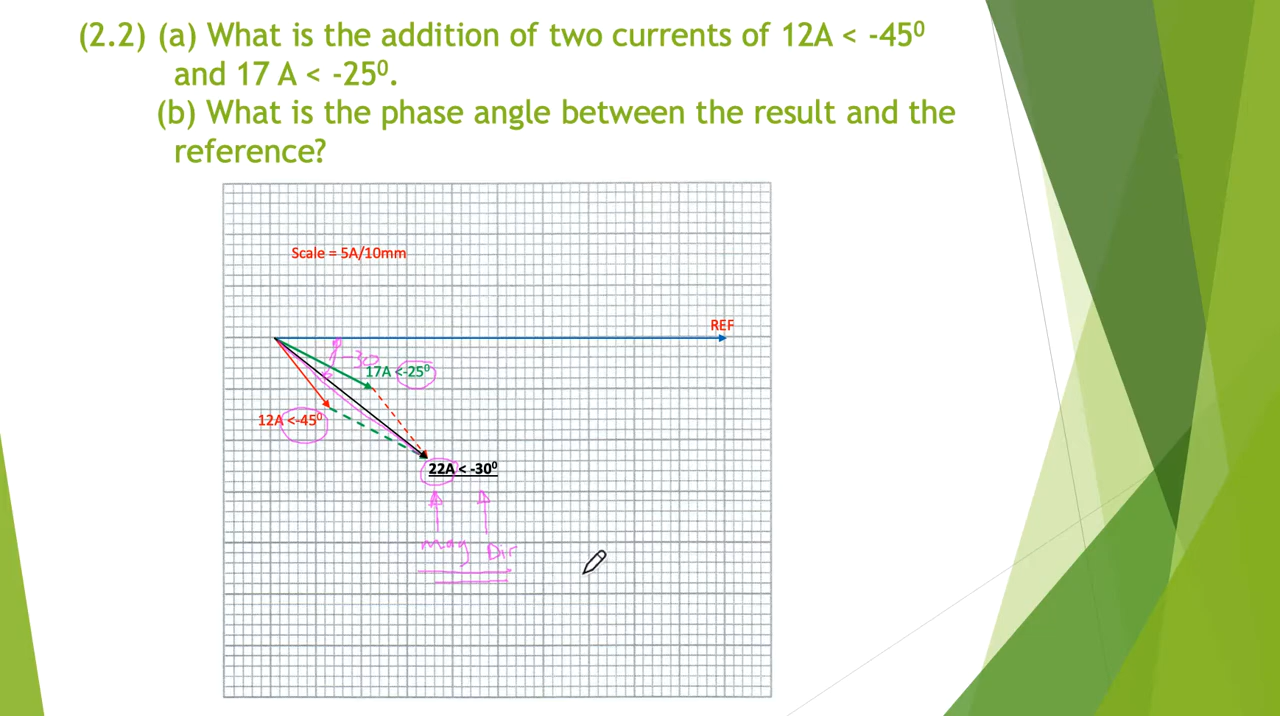 (2.2) (a) What is the addition of two currents of 12A < -45⁰
and 17 A < -25⁰.
(b) What is the phase angle between the result and the
reference?
Scale = 5A/10mm
REF
-30
17A <-25⁰
12A <-45⁰
22A < -30⁰
Mag Dir